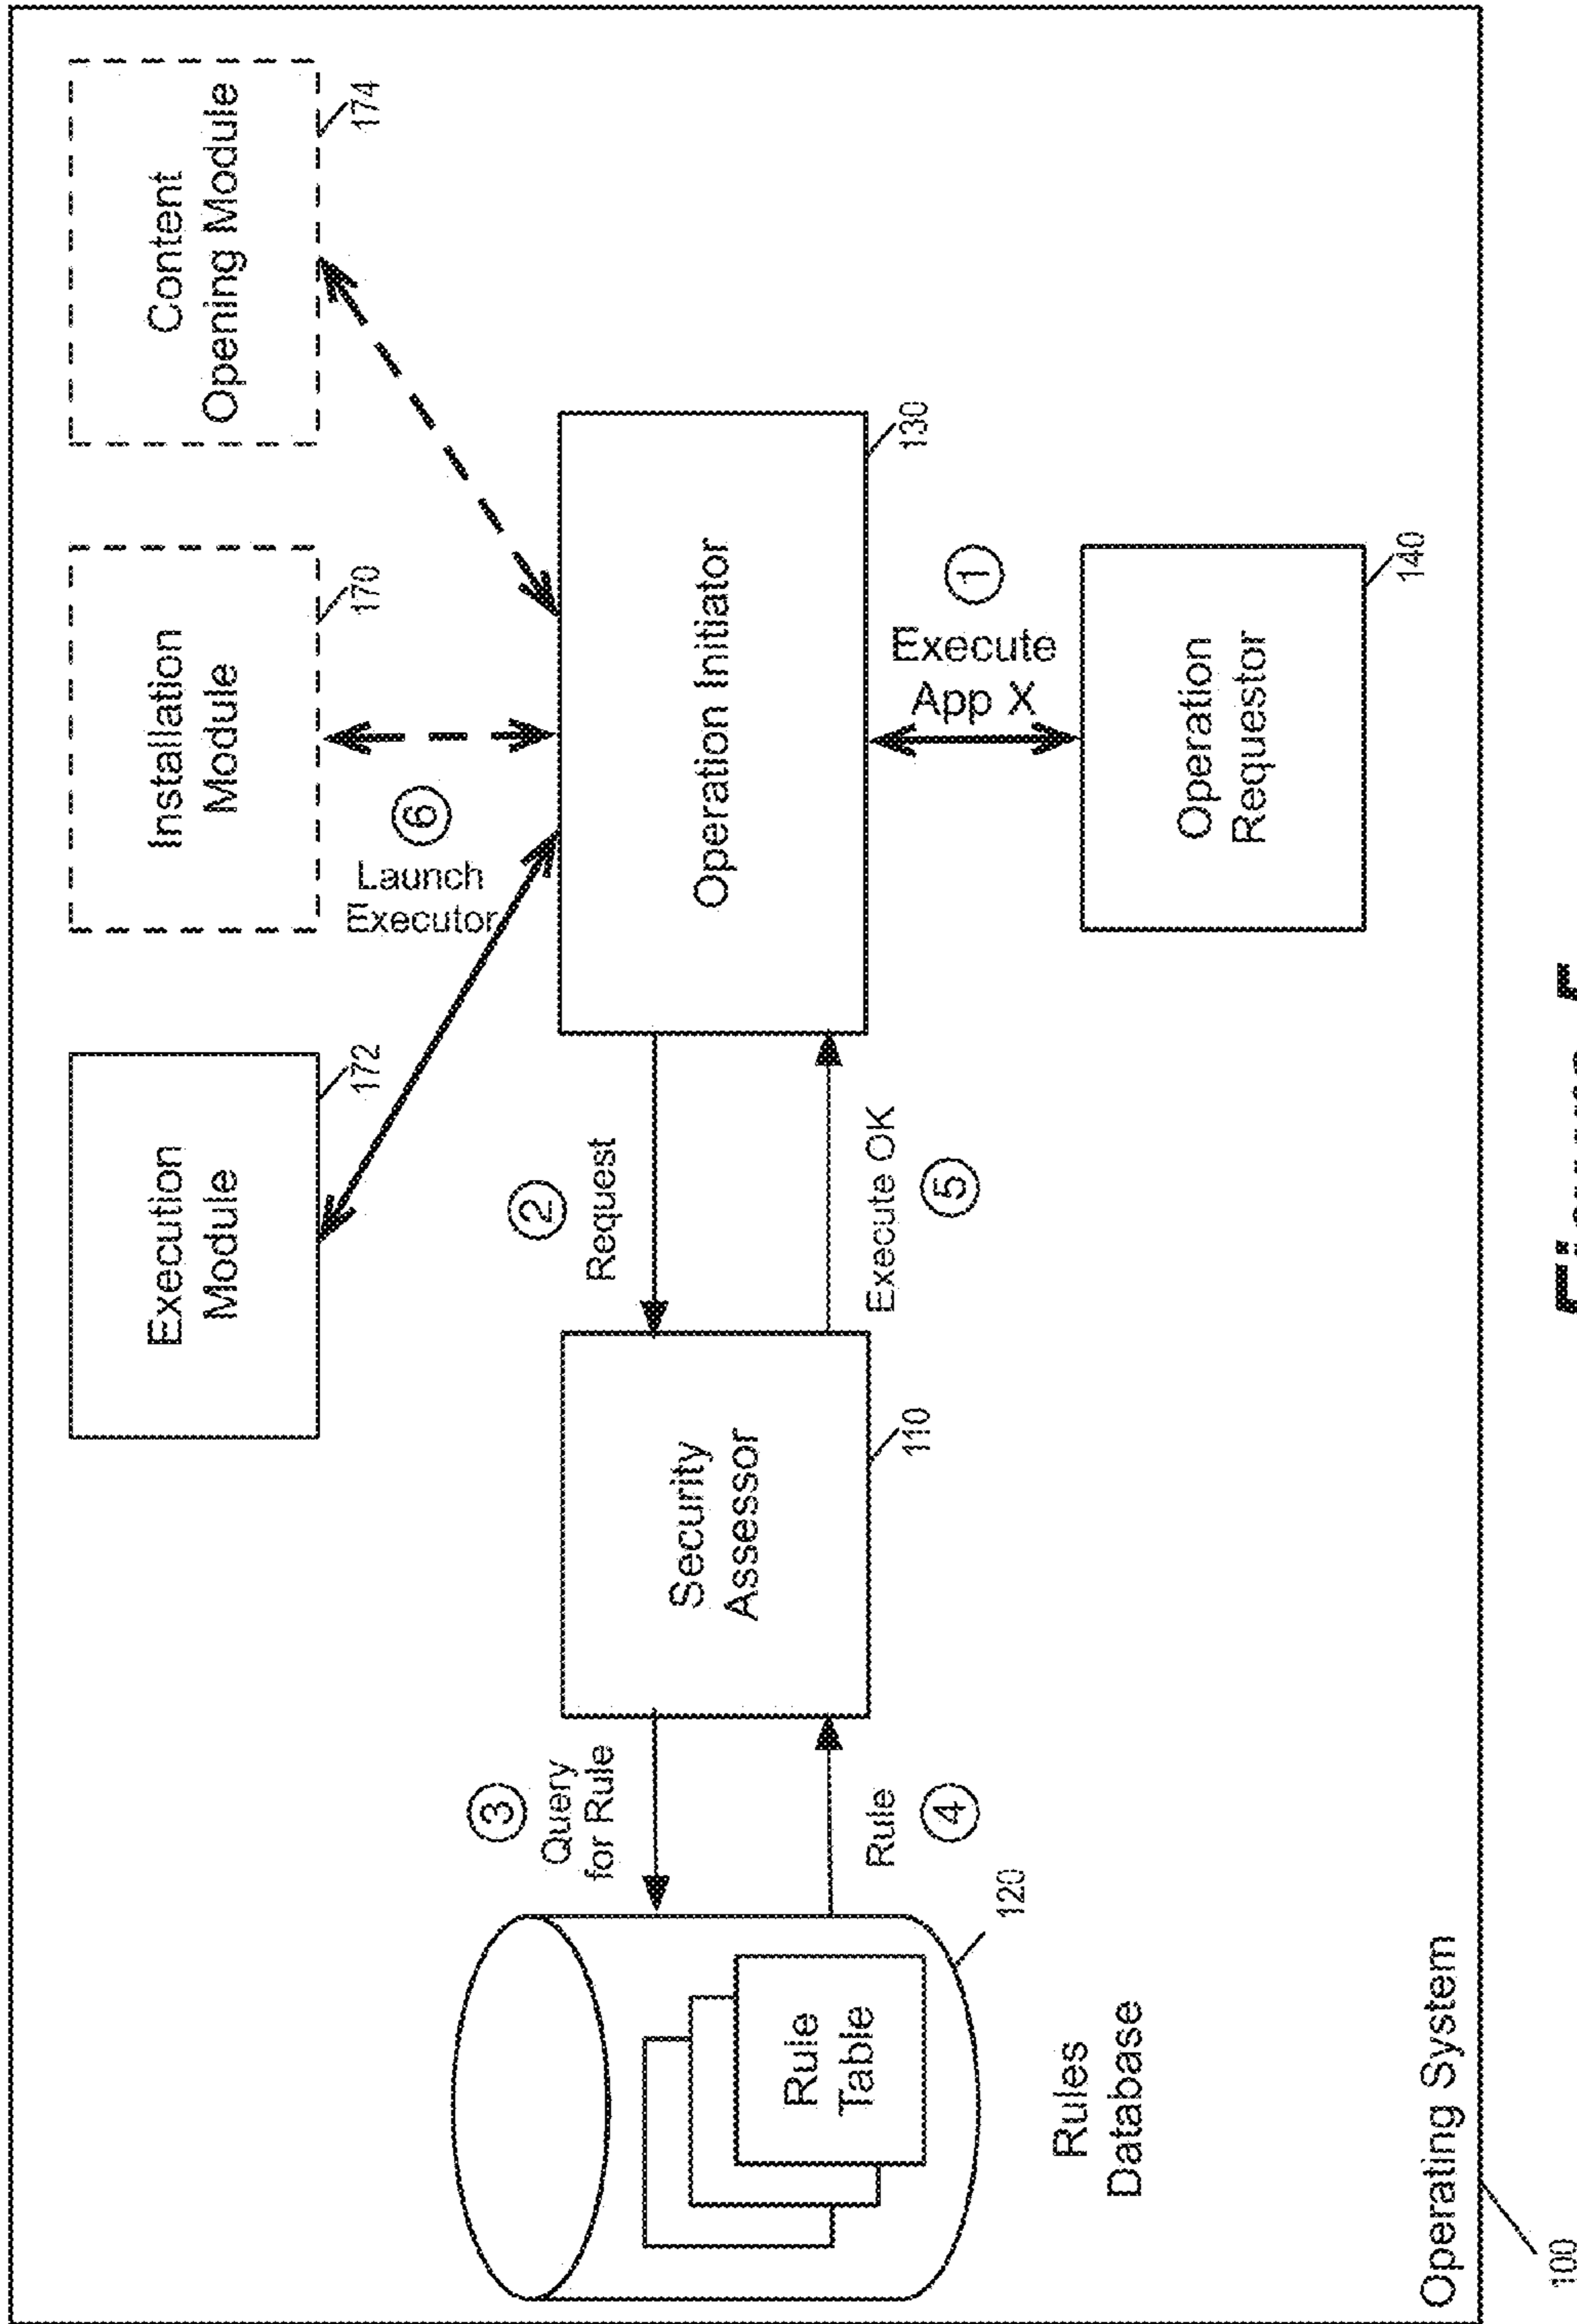 Execution
Module
172
Installation
Module
170
Content
Opening Module
174
6
Launch
Executor
3
Query
for Rule
2
Request
Rule
Table
Security
Assessor
Operation Initiator
Rule
4
Execute OK
5
120
110
130
Execute
App X
1
Rules
Database
Operation
Requestor
140
Operating System
100